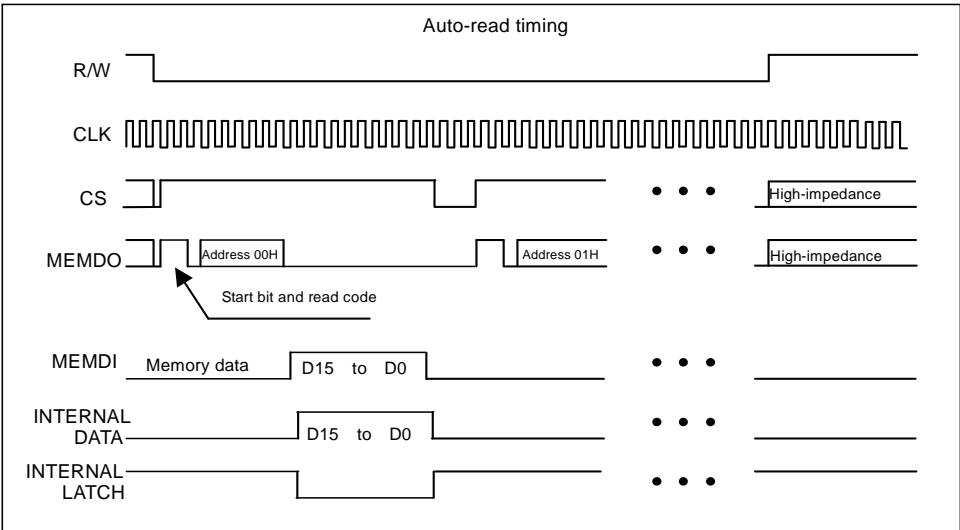 Auto-read timing
R/W
CLK
CS
High-impedance
MEMDO
Address 00H
Address 01H
High-impedance
Start bit and read code
MEMDI
Memory data
D15 to D0
INTERNAL
DATA
D15 to D0
INTERNAL
LATCH